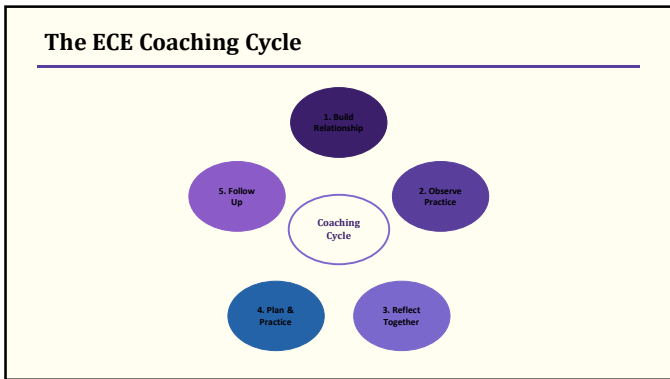 The ECE Coaching Cycle
1. Build
Relationship
2. Observe
Practice
3. Reflect
Together
4. Plan &
Practice
5. Follow
Up
Coaching
Cycle